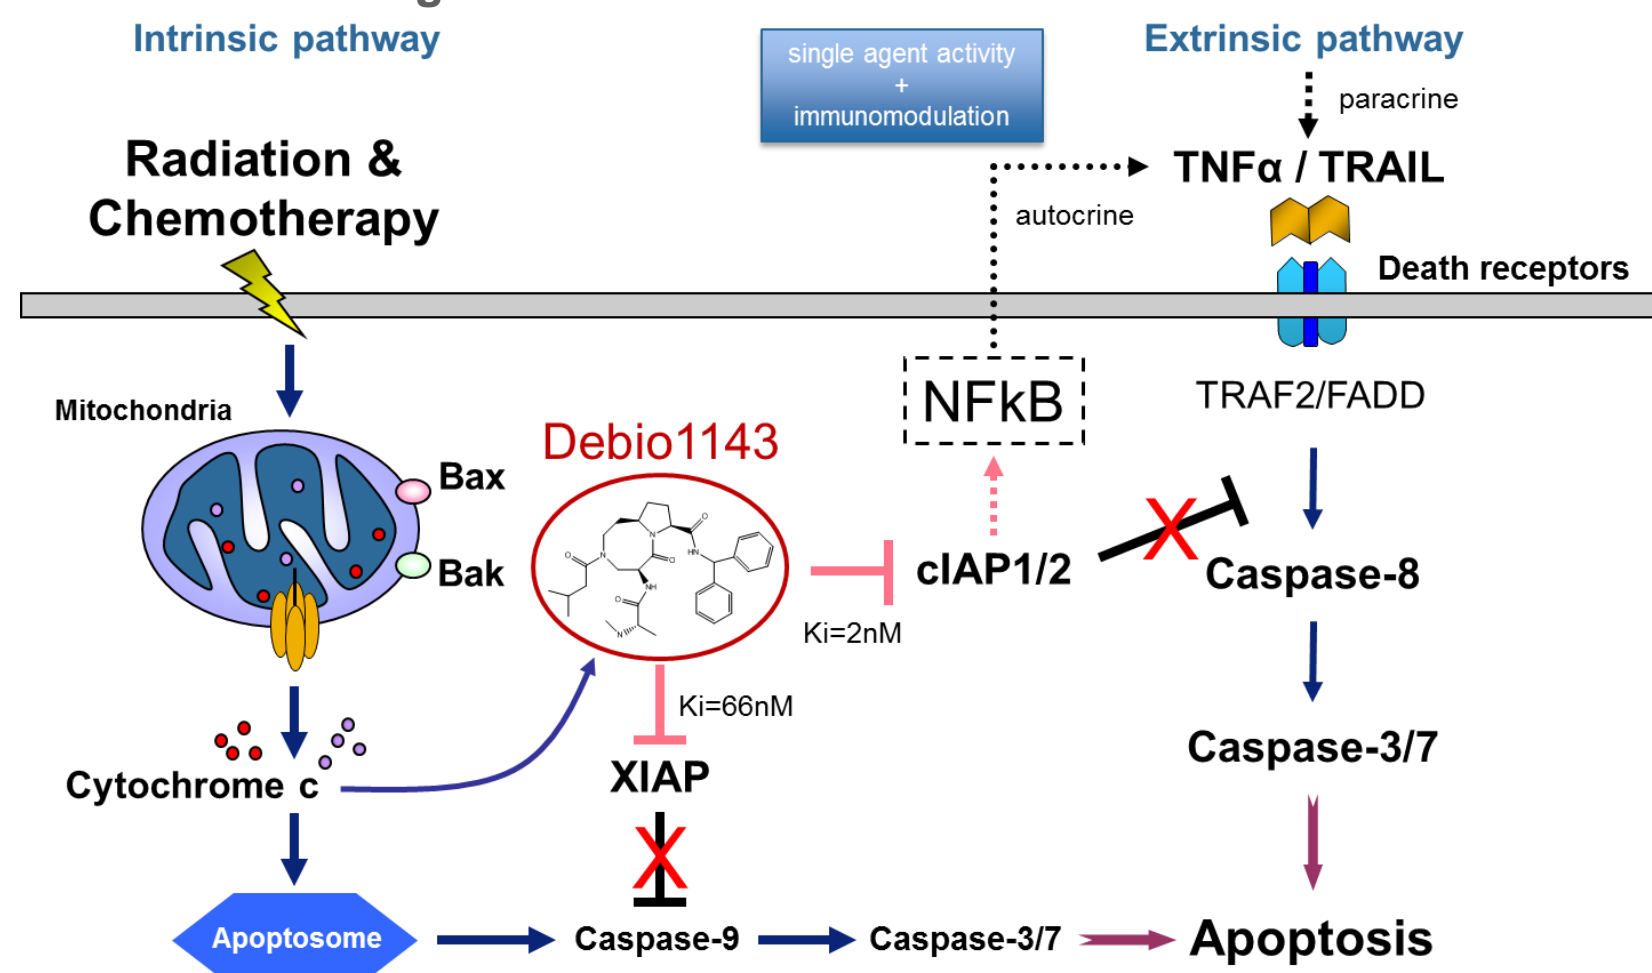 Intrinsic pathway
single agent activity
+
immunomodulation
Extrinsic pathway
paracrine
Radiation &
Chemotherapy
TNFα / TRAIL
autocrine
Death receptors
Mitochondria
NFkB
TRAF2/FADD
Debio1143
Bax
Bak
cIAP1/2
X
Caspase-8
Ki=2nM
Ki=66nM
Cytochrome c
XIAP
Caspase-3/7
X
Apoptosome
Caspase-9
Caspase-3/7
Apoptosis
O
N
HN
O
N
O
NH
O
N